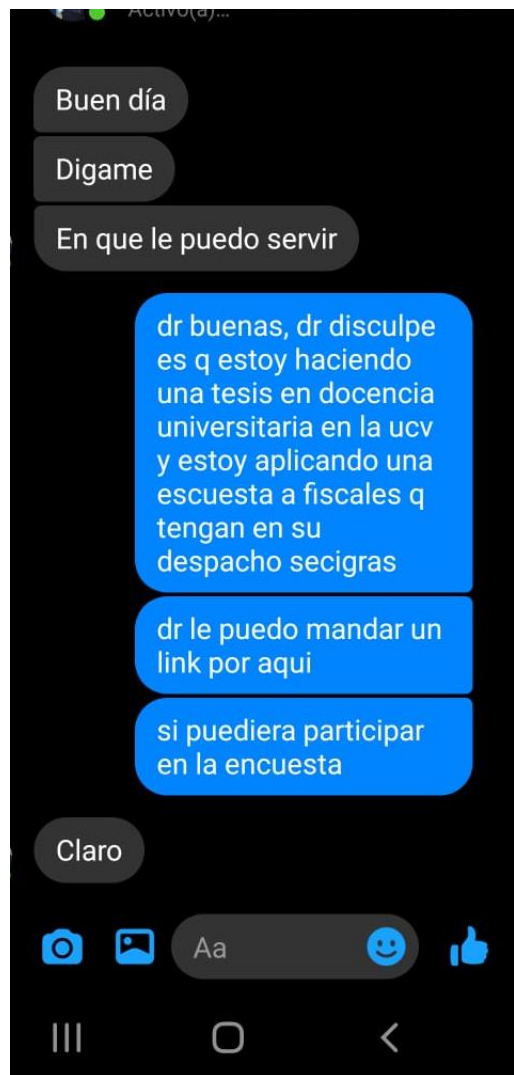 Activo(a)...
Buen día
Digame
En que le puedo servir
dr buenas, dr disculpe
es q estoy haciendo
una tesis en docencia
universitaria en la ucv
y estoy aplicando una
escuesta a fiscales q
tengan en su
despacho secigras
dr le puedo mandar un
link por aqui
si puediera participar
en la encuesta
Claro
Aa